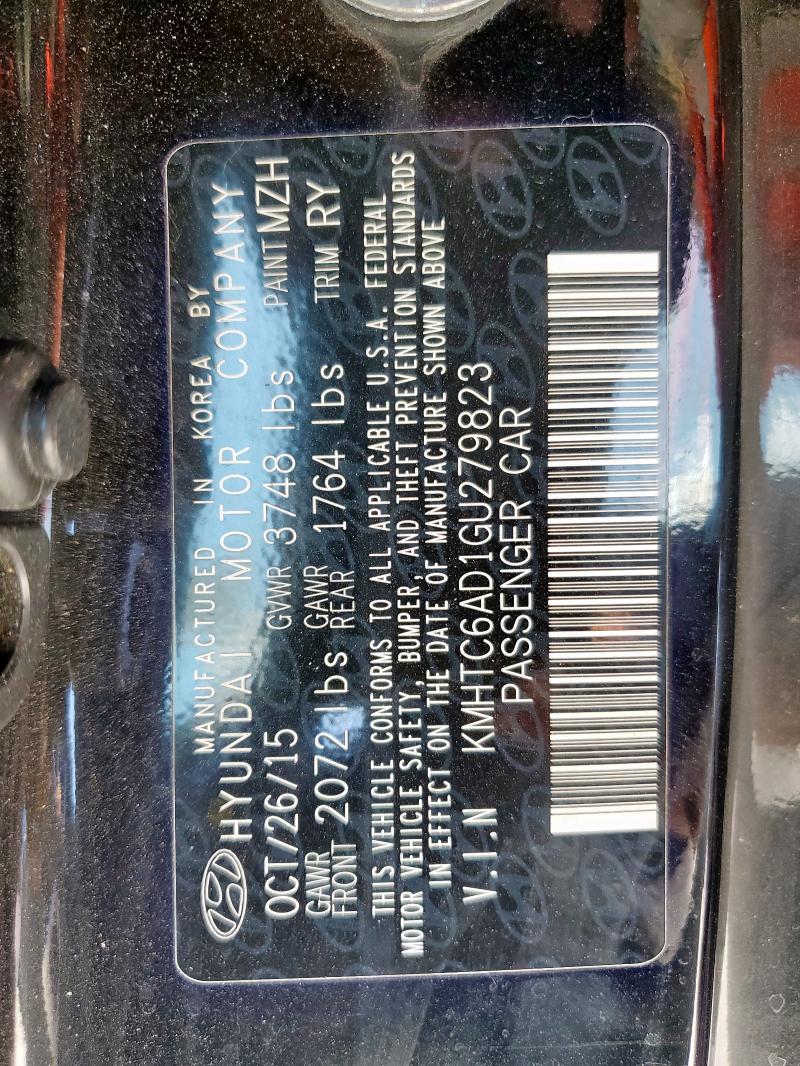 MANUFACTURED IN KOREA BY
HYUNDAI MOTOR COMPANY
OCT/26/15 GVWR 3748 lbs PAINT MZH
GAWR FRONT 2072 lbs GAWR REAR 1764 lbs TRIM RY
THIS VEHICLE CONFORMS TO ALL APPLICABLE U.S.A. FEDERAL
MOTOR VEHICLE SAFETY, BUMPER, AND THEFT PREVENTION STANDARDS
IN EFFECT ON THE DATE OF MANUFACTURE SHOWN ABOVE
V.I.N KMHTC6AD1GU279823
PASSENGER CAR